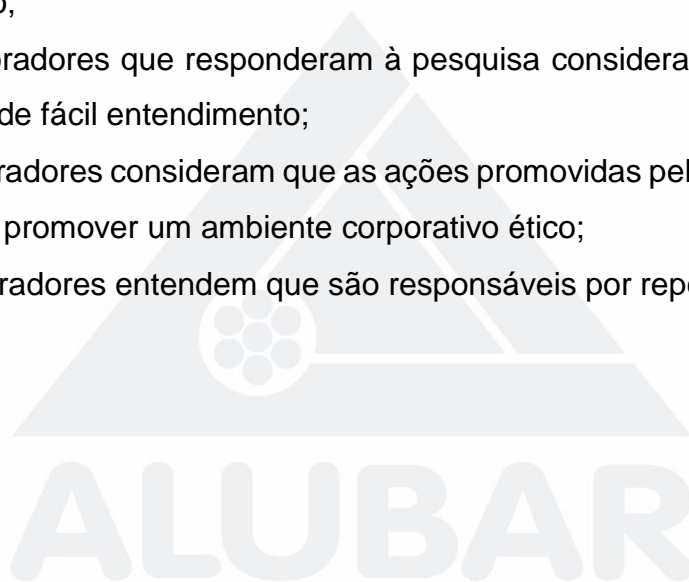 o;
oradores que responderam à pesquisa considera
de fácil entendimento;
radores consideram que as ações promovidas pel
promover um ambiente corporativo ético;
radores entendem que são responsáveis por rep
ALUBAR